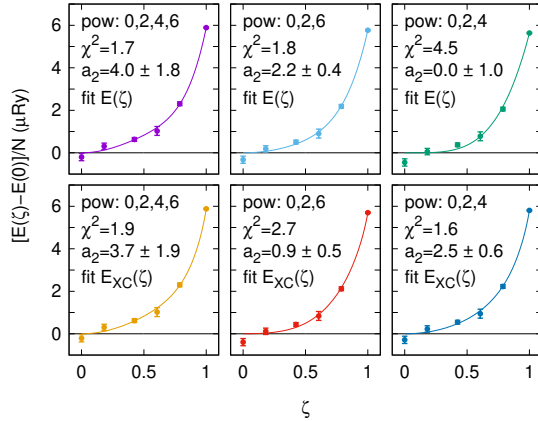 pow: 0,2,4,6
χ²=1.7
a₂=4.0 ± 1.8
fit E(ζ)
pow: 0,2,6
χ²=1.8
a₂=2.2 ± 0.4
fit E(ζ)
pow: 0,2,4
χ²=4.5
a₂=0.0 ± 1.0
fit E(ζ)
6
4
2
0
[E(ζ)−E(0)]/N (μRy)
pow: 0,2,4,6
χ²=1.9
a₂=3.7 ± 1.9
fit E_XC(ζ)
pow: 0,2,6
χ²=2.7
a₂=0.9 ± 0.5
fit E_XC(ζ)
pow: 0,2,4
χ²=1.6
a₂=2.5 ± 0.6
fit E_XC(ζ)
6
4
2
0
0 0.5 1 0 0.5 1 0 0.5 1
ζ